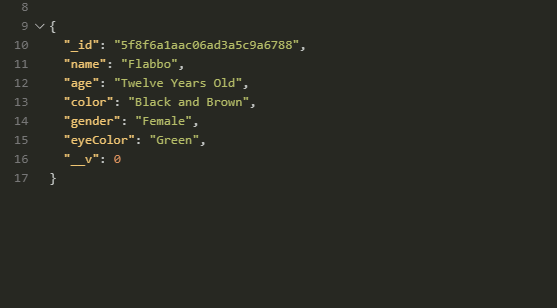 8
9 {
10 "_id": "5f8f6a1aac06ad3a5c9a6788",
11 "name": "Flabbo",
12 "age": "Twelve Years Old",
13 "color": "Black and Brown",
14 "gender": "Female",
15 "eyeColor": "Green",
16 "__v": 0
17 }